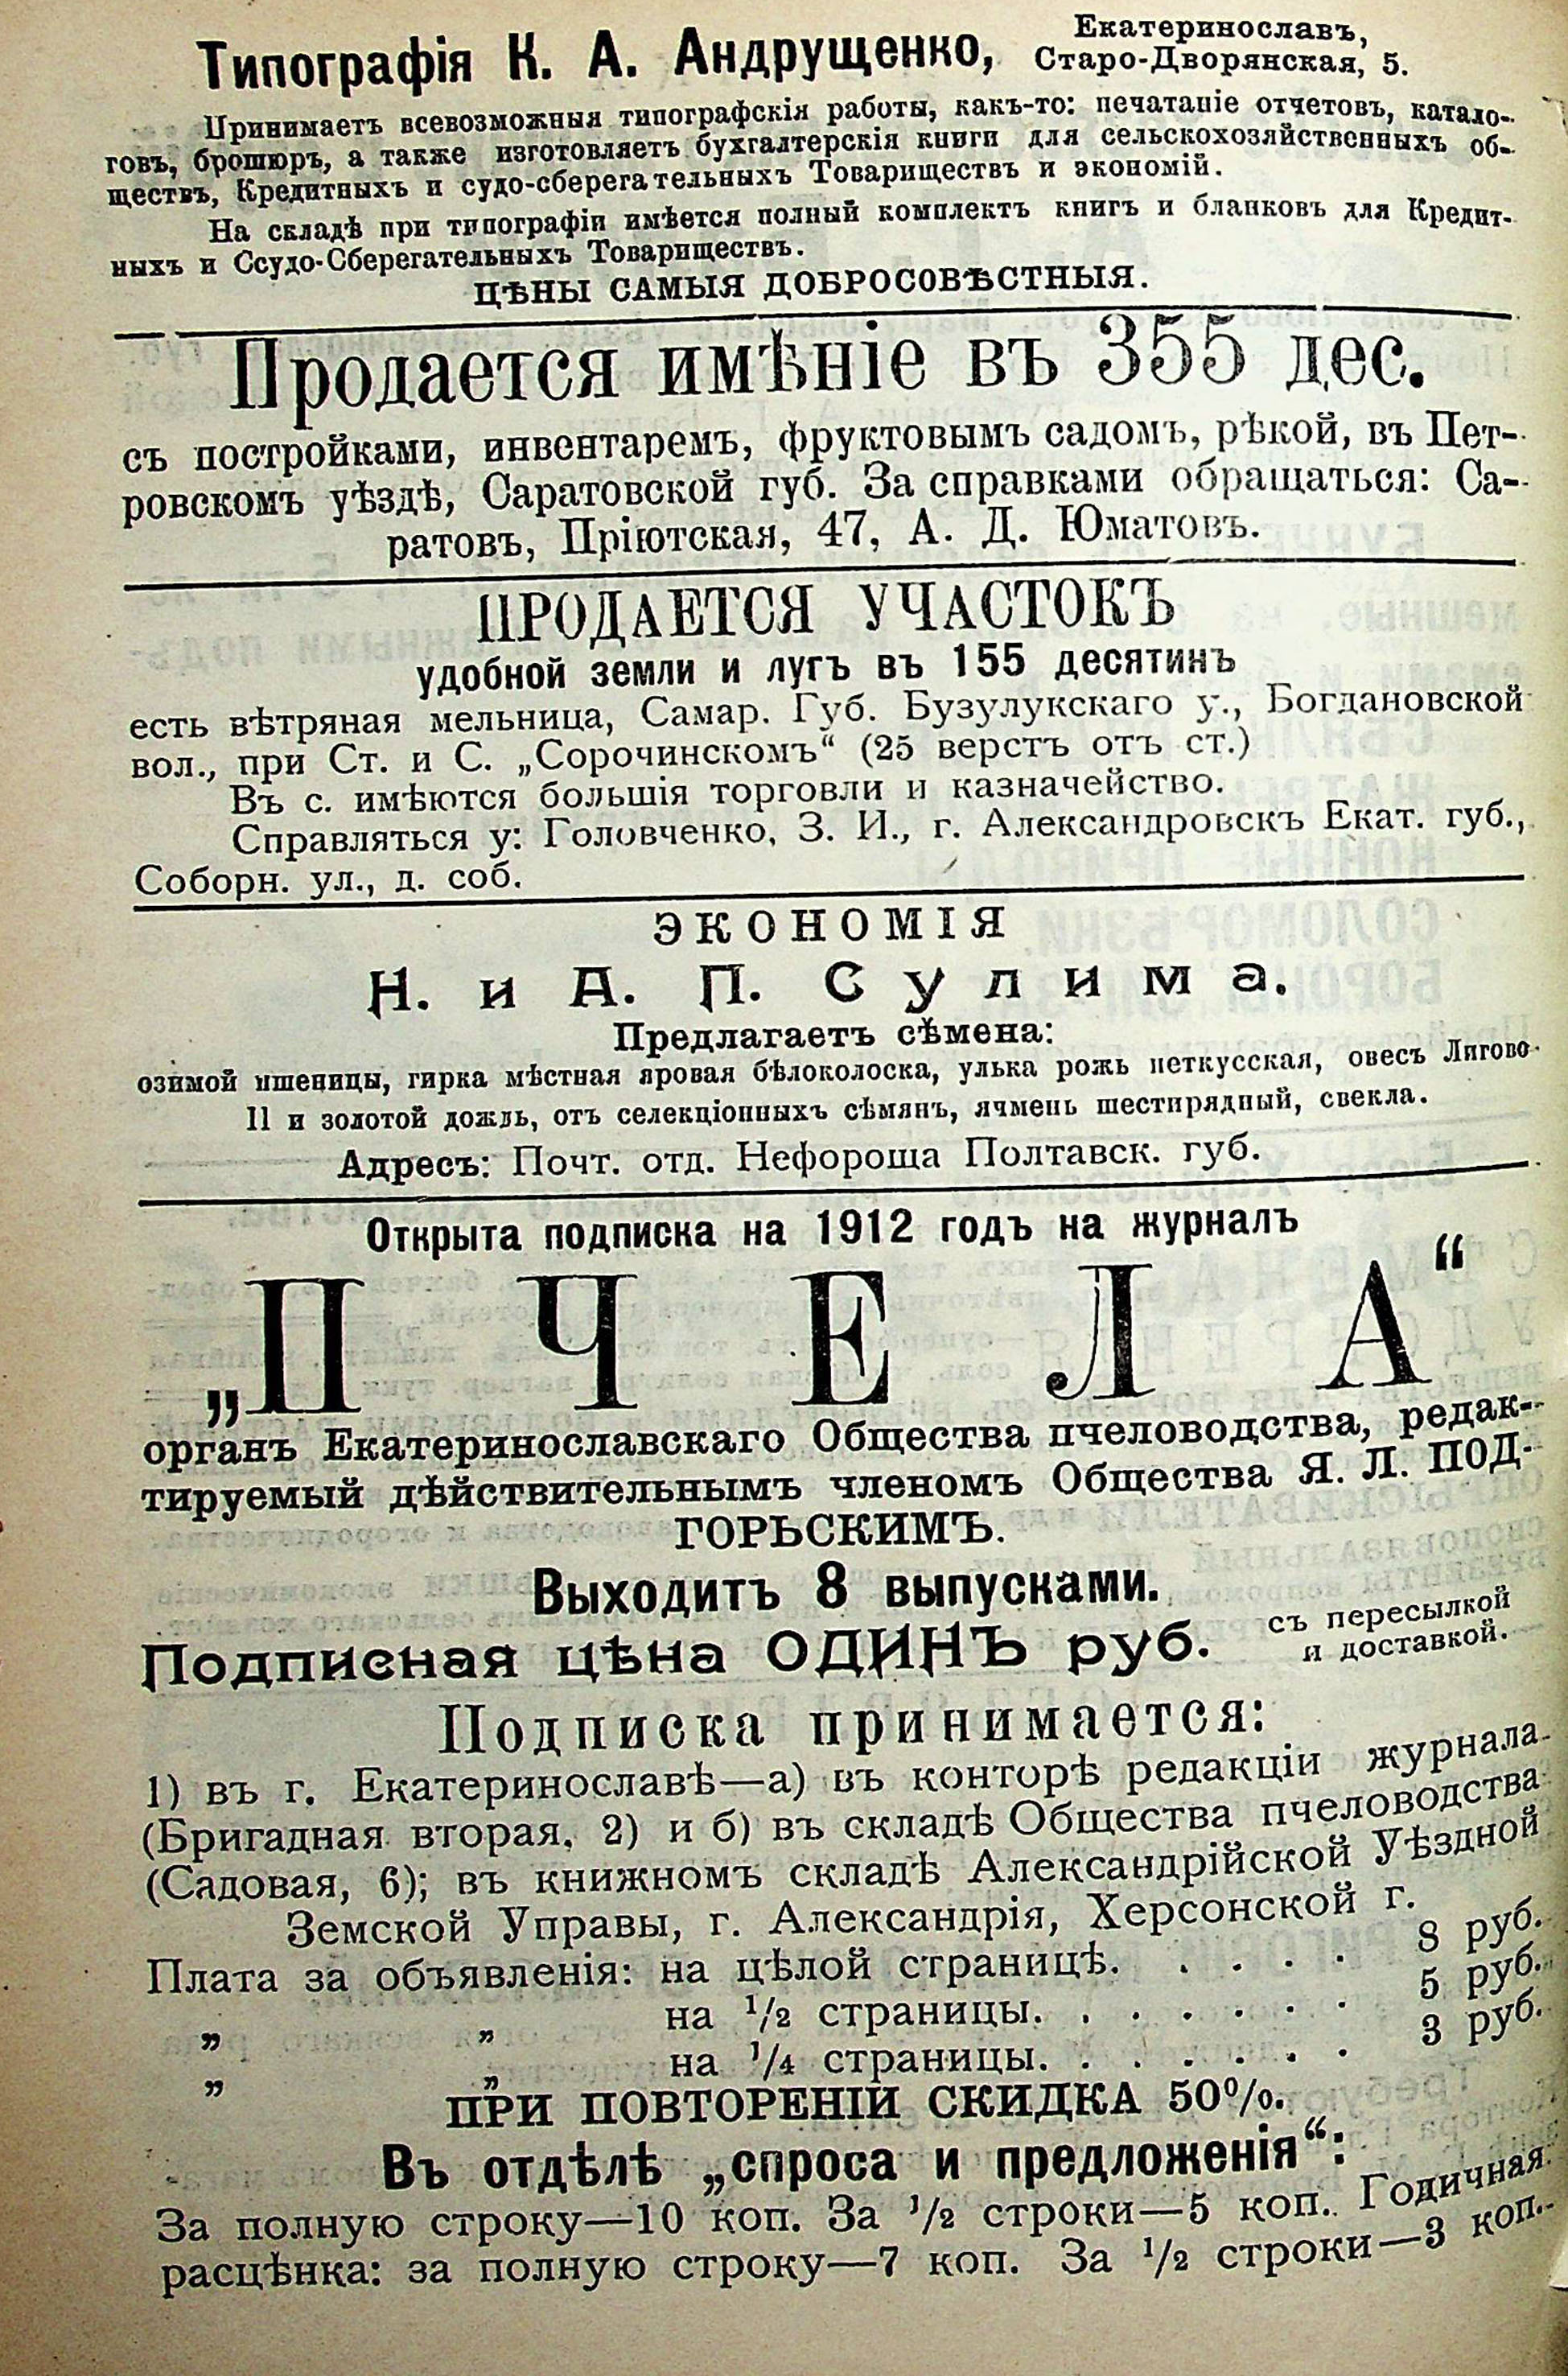 Типографія К. А. Андрущенко, Екатеринославъ, Старо-Дворянская, 5.
Принимаетъ всевозможныя типографскія работы, какъ-то: печатаніе отчетовъ, катало-
говъ, брошюръ, а также изготовляетъ бухгалтерскія книги для сельскохозяйственныхъ об-
ществъ, Кредитныхъ и судо-сберегательныхъ Товариществъ и экономій.
На складѣ при типографіи имѣется полный комплектъ книгъ и бланковъ для Кредит-
ныхъ и Ссудо-Сберегательныхъ Товариществъ.
ЦѢНЫ САМЫЯ ДОБРОСОВѢСТНЫЯ.
Продается имѣніе въ 355 дес.
съ постройками, инвентаремъ, фруктовымъ садомъ, рѣкой, въ Пет-
ровскомъ уѣздѣ, Саратовской губ. За справками обращаться: Са-
ратовъ, Пріютская, 47, А. Д. Юматовъ.
ПРОДАЕТСЯ УЧАСТОКЪ
удобной земли и лугъ въ 155 десятинъ
есть вѣтряная мельница, Самар. Губ. Бузулукскаго у., Богдановской
вол., при Ст. и С. „Сорочинскомъ“ (25 верстъ отъ ст.)
Въ с. имѣются большія торговли и казначейство.
Справляться у: Головченко, З. И., г. Александровскъ Екат. губ.,
Соборн. ул., д. соб.
ЭКОНОМІЯ
Н. и А. П. Сулима.
Предлагаетъ сѣмена:
озимой пшеницы, гирка мѣстная яровая бѣлоколоска, улька рожь петкусская, овесъ Лигово-
II и золотой дождь, отъ селекціонныхъ сѣмянъ, ячмень шестирядный, свекла.
Адресъ: Почт. отд. Нефороща Полтавск. губ.
Открыта подписка на 1912 годъ на журналъ
„ПЧЕЛА“
органъ Екатеринославскаго Общества пчеловодства, редак-
тируемый дѣйствительнымъ членомъ Общества Я. Л. ПОД-
ГОРЬСКИМЪ.
Выходитъ 8 выпусками.
Подписная цѣна ОДИНЪ руб. съ пересылкой и доставкой.
Подписка принимается:
1) въ г. Екатеринославѣ—а) въ конторѣ редакціи журнала
(Бригадная вторая, 2) и б) въ складѣ Общества пчеловодства
(Садовая, 6); въ книжномъ складѣ Александрійской Уѣздной
Земской Управы, г. Александрія, Херсонской г.
Плата за объявленія: на цѣлой страницѣ. . . . . 8 руб.
„ „ на 1/2 страницы. . . . . . . 5 руб.
„ „ на 1/4 страницы. . . . . . . 3 руб.
ПРИ ПОВТОРЕНІИ СКИДКА 50%.
Въ отдѣлѣ „спроса и предложенія“:
За полную строку—10 коп. За 1/2 строки—5 коп. Годичная
расцѣнка: за полную строку—7 коп. За 1/2 строки—3 коп.